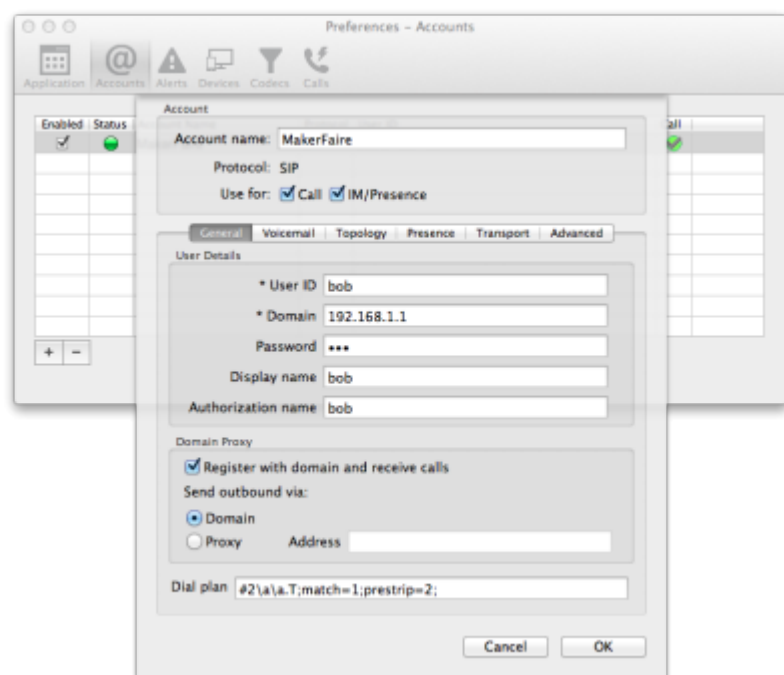 Preferences – Accounts
Application Accounts Alerts Devices Codecs Calls
Account
Enabled Status
Account name: MakerFaire
Protocol: SIP
Use for: Call IM/Presence
General Voicemail Topology Presence Transport Advanced
User Details
* User ID bob
* Domain 192.168.1.1
Password •••
Display name bob
Authorization name bob
+ −
Domain Proxy
Register with domain and receive calls
Send outbound via:
Domain
Proxy Address
Dial plan #2\a\a.T;match=1;prestrip=2;
Cancel OK